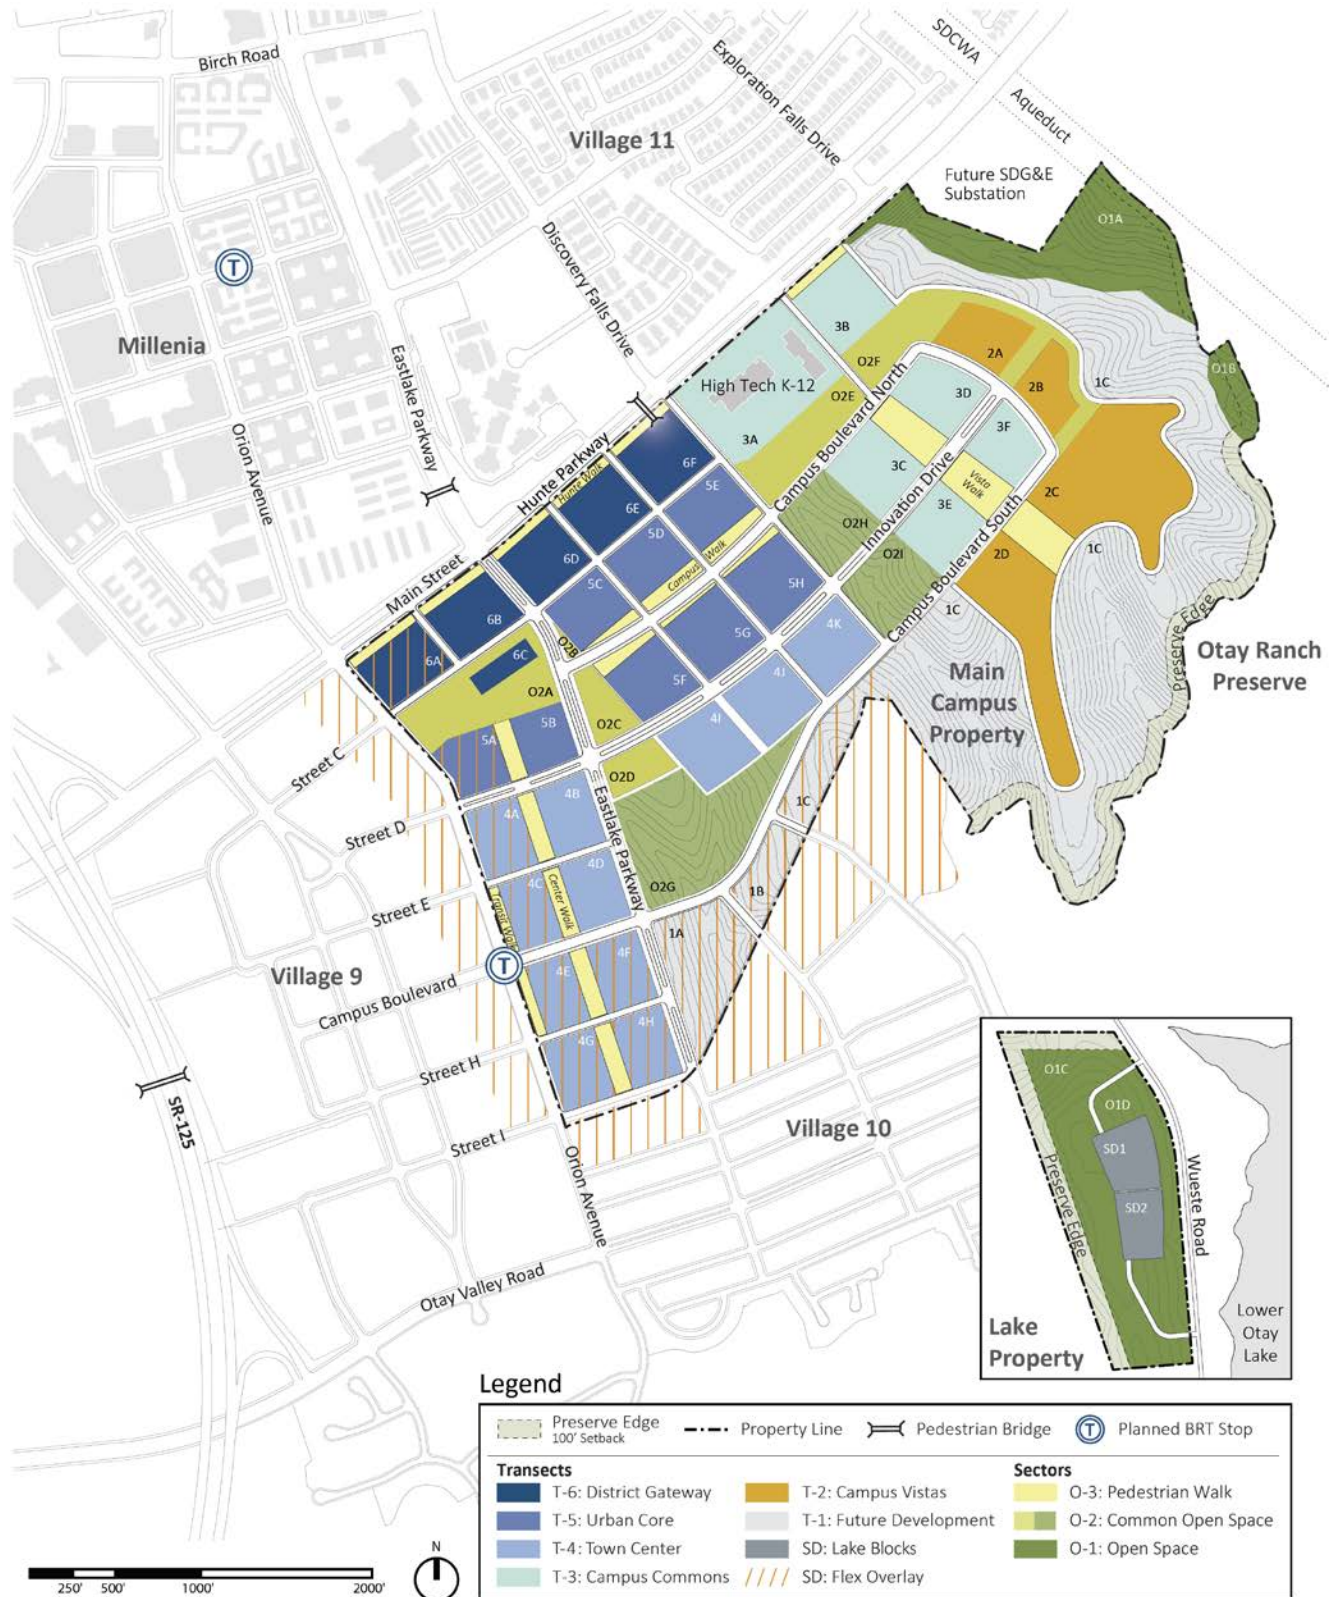 SDCWA
Aqueduct
Birch Road
Exploration Falls Drive
Village 11
Future SDG&E
Substation
O1A
T
Discovery Falls Drive
Millenia
Eastlake Parkway
3B
O2F
2A
2B
1C
O1B
High Tech K-12
O2E
3D
3A
Campus Boulevard North
3F
Orion Avenue
Hunte Parkway
Hunte Walk
6F
3C
Innovation Drive
Vista
Walk
2C
5E
6E
3E
Campus Boulevard South
O2H
5D
Main Street
6D
Campus Walk
O2I
2D
1C
5C
5H
1C
Preserve Edge
6B
5G
4K
O2B
6C
6A
Otay Ranch
Preserve
Main
Campus
Property
5F
4J
O2A
O2C
4I
5B
5A
Street C
O2D
4B
Eastlake Parkway
4A
1C
Street D
4D
4C
Center Walk
O2G
1B
Transit Walk
Street E
1A
4F
Village 9
T
4E
Campus Boulevard
4H
4G
Street H
SR-125
Street I
Village 10
Orion Avenue
Otay Valley Road
O1C
O1D
SD1
SD2
Preserve Edge
Wueste Road
Lake
Property
Lower
Otay
Lake
Legend
Preserve Edge
100' Setback
Property Line
Pedestrian Bridge
T
Planned BRT Stop
Transects
T-6: District Gateway
T-5: Urban Core
T-4: Town Center
T-3: Campus Commons
T-2: Campus Vistas
T-1: Future Development
SD: Lake Blocks
SD: Flex Overlay
Sectors
O-3: Pedestrian Walk
O-2: Common Open Space
O-1: Open Space
N
250' 500' 1000' 2000'